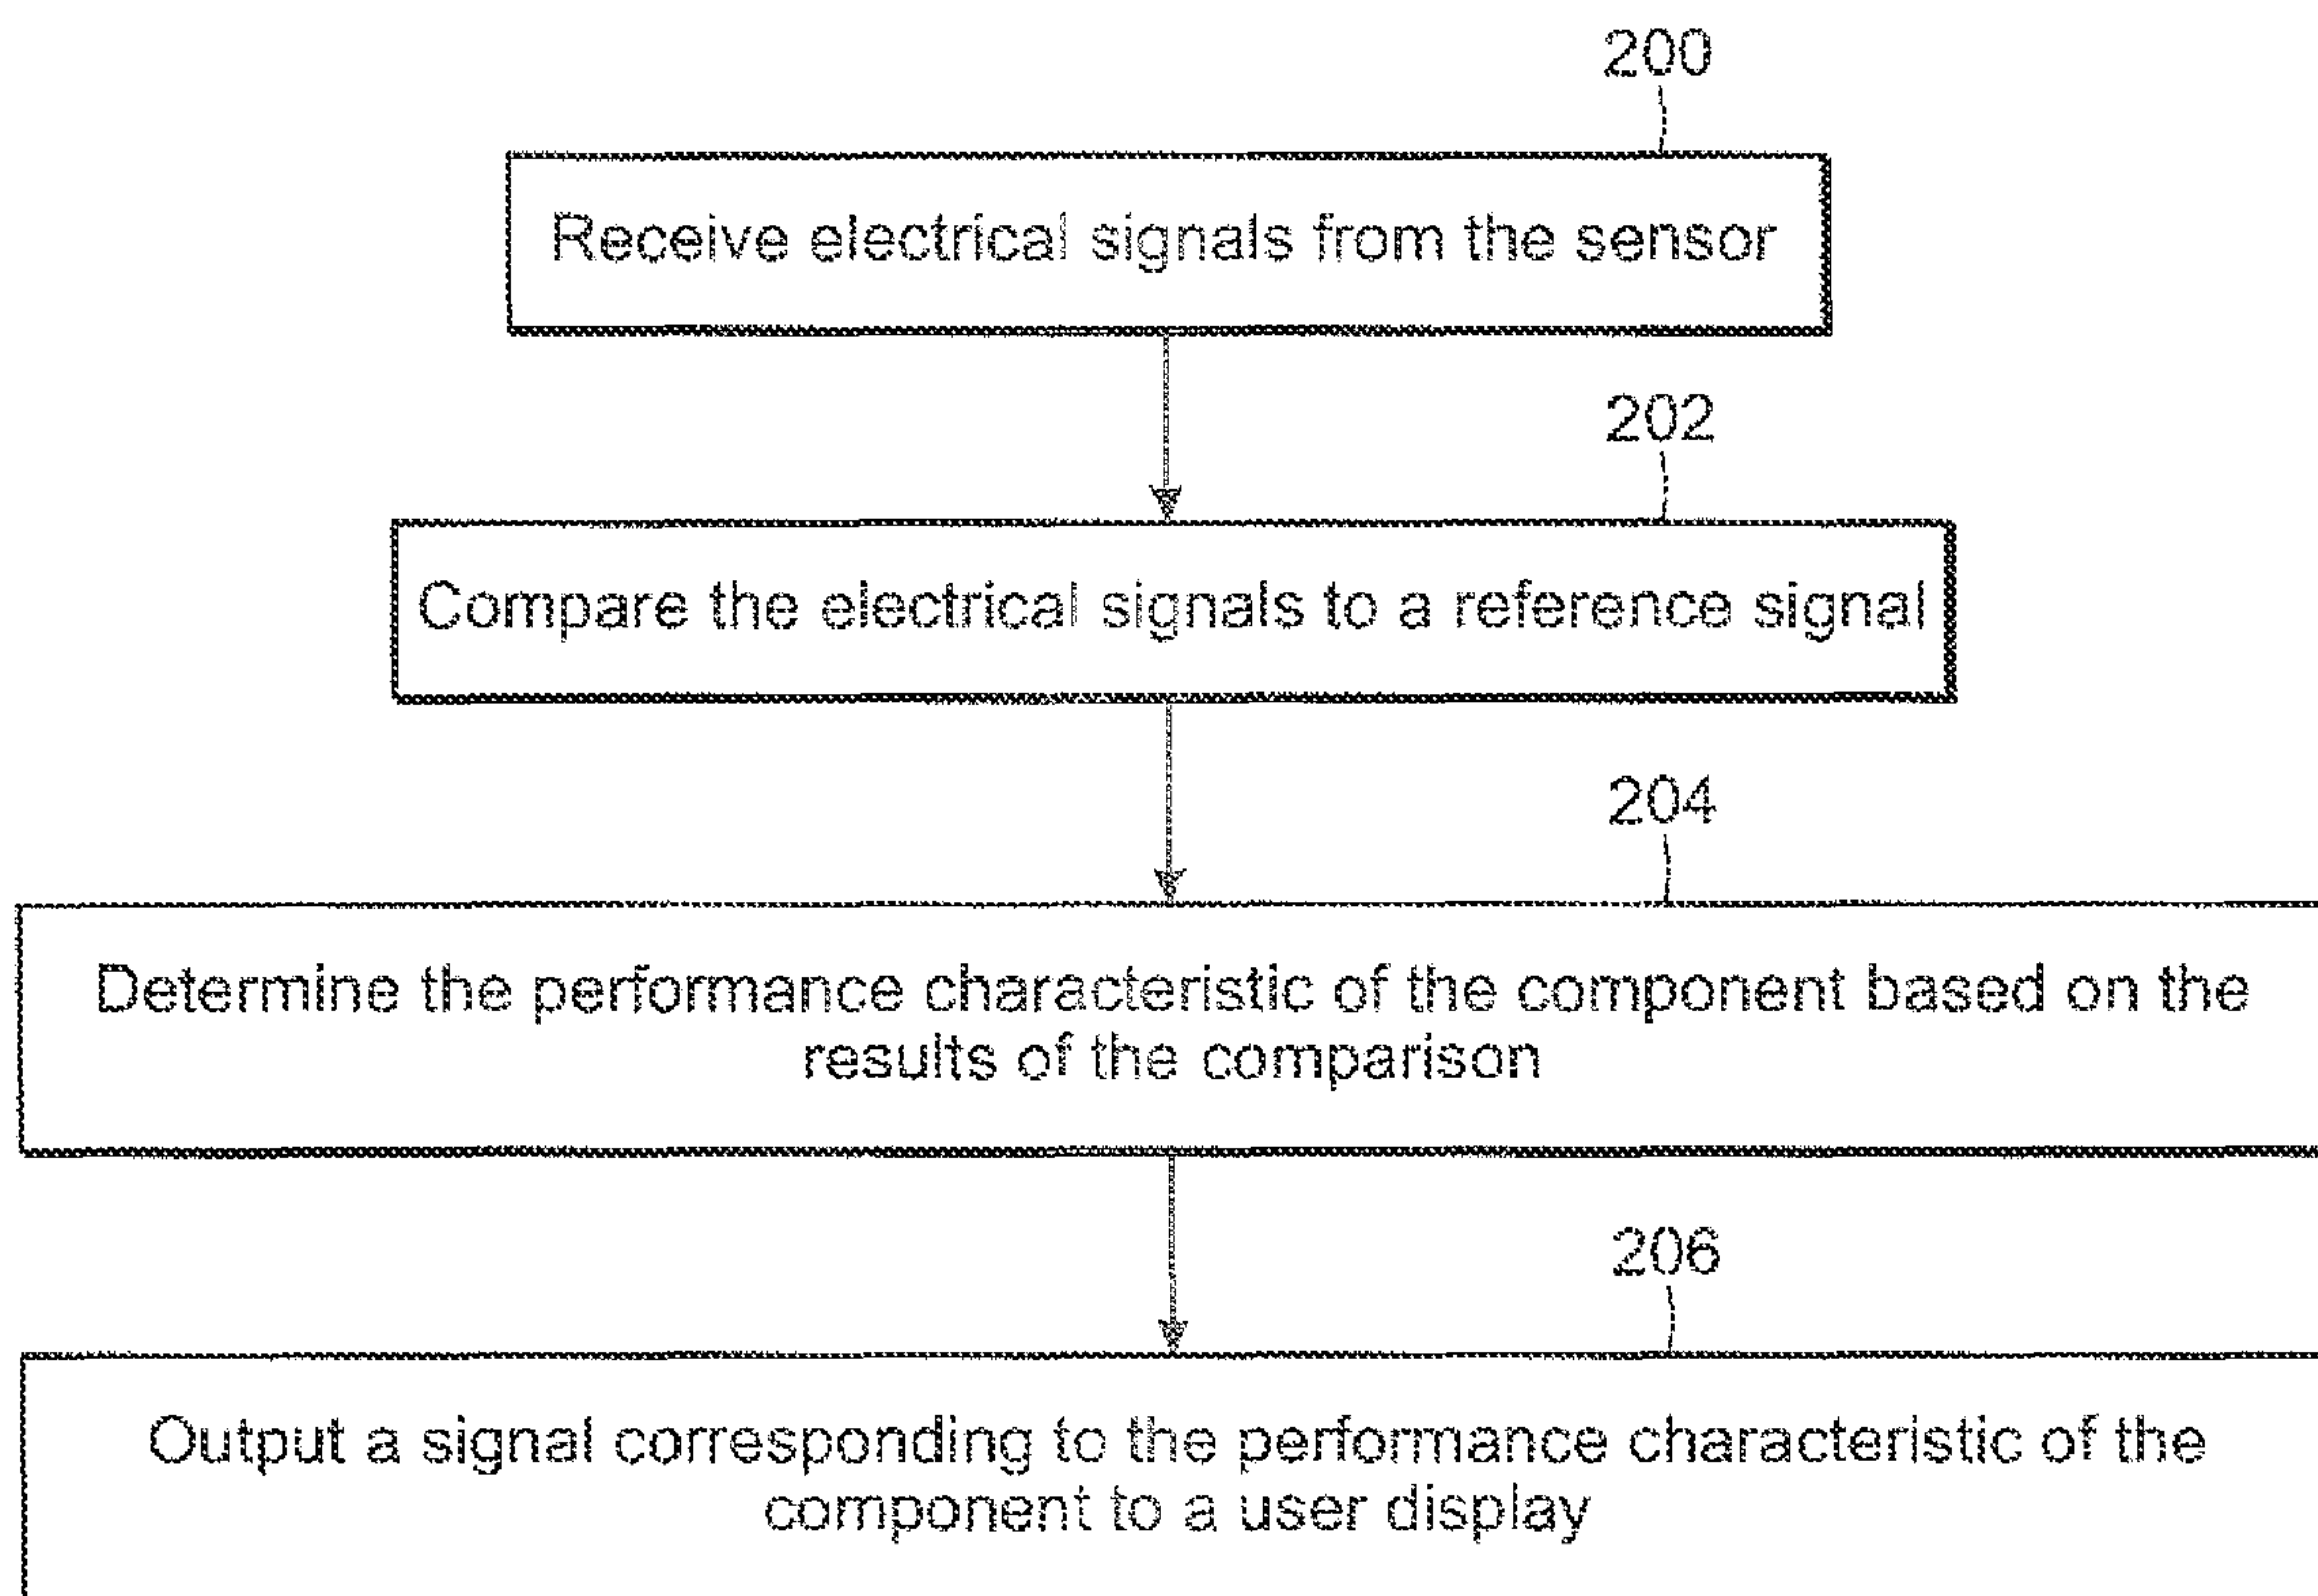 200
Receive electrical signals from the sensor
202
Compare the electrical signals to a reference signal
204
Determine the performance characteristic of the component based on the
results of the comparison
206
Output a signal corresponding to the performance characteristic of the
component to a user display